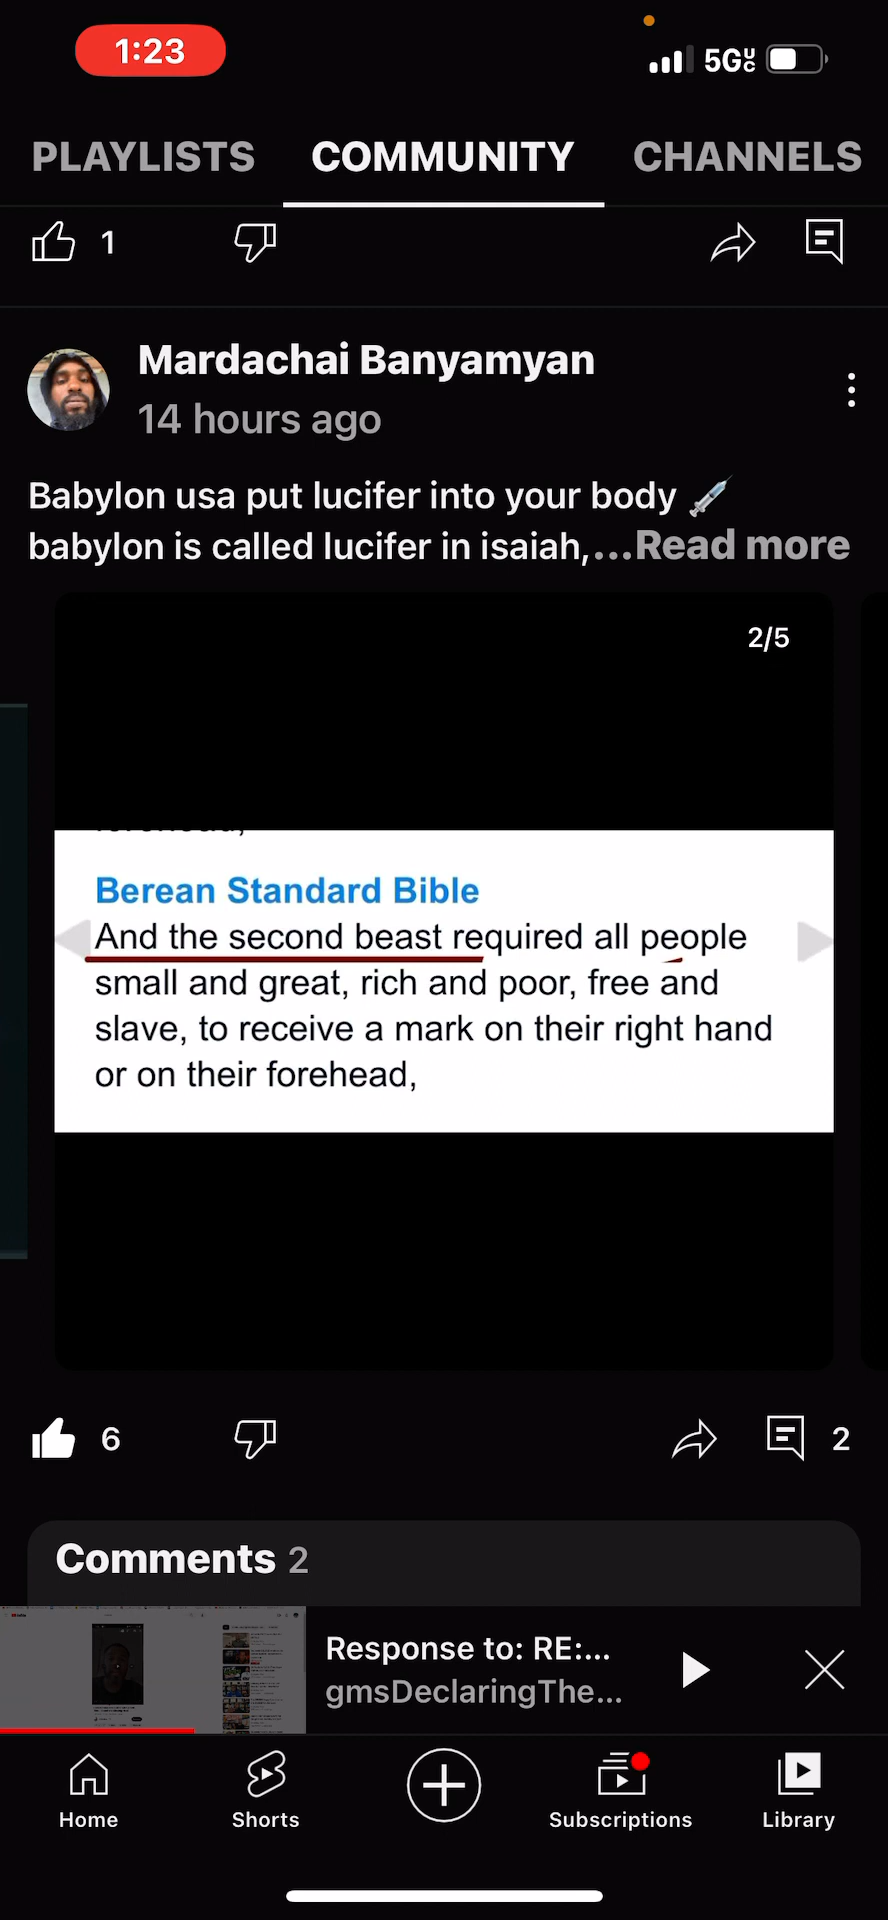 1:23
5G UC
PLAYLISTS COMMUNITY CHANNELS
1
Mardachai Banyamyan
14 hours ago
Babylon usa put lucifer into your body 💉
babylon is called lucifer in isaiah,...Read more
2/5
Berean Standard Bible
And the second beast required all people
small and great, rich and poor, free and
slave, to receive a mark on their right hand
or on their forehead,
6
2
Comments 2
Response to: RE:...
gmsDeclaringThe...
Home Shorts Subscriptions Library